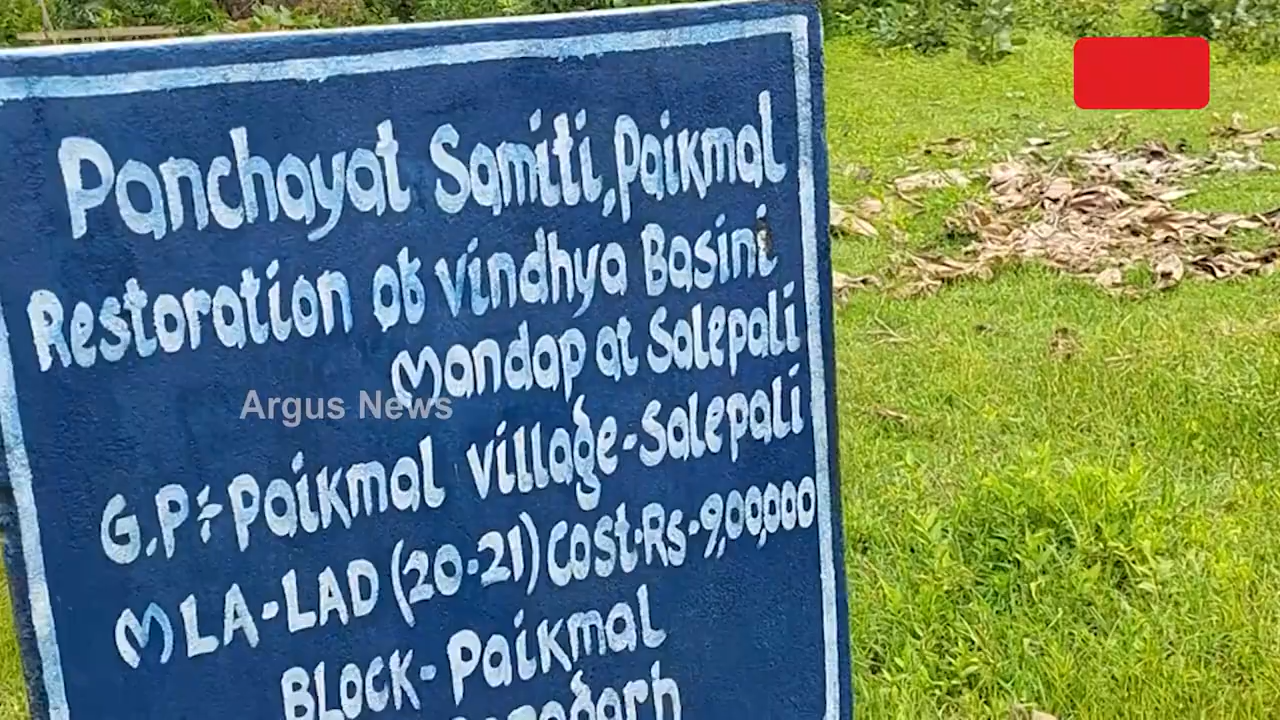 Panchayat Samiti, Paikmal
Restoration of Vindhya Basini
Mandap at Salepali
Argus News
G.P:- Paikmal Village-Salepali
MLA-LAD (20-21) Cost-Rs-9,00,000
BLOCK- Paikmal